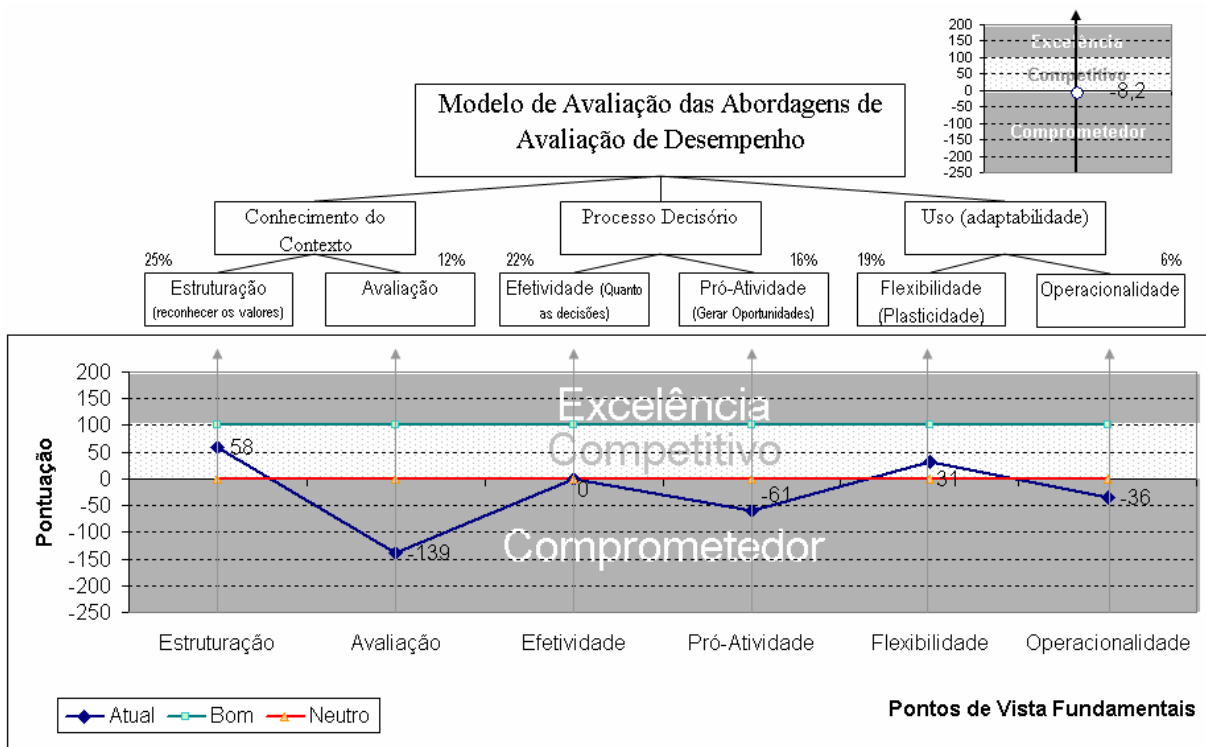 200
150
100
50
0
-50
-100
-150
-200
-250
Excelência
Competitivo
-8,2
Comprometedor
Modelo de Avaliação das Abordagens de
Avaliação de Desempenho
Conhecimento do
Contexto
Processo Decisório
Uso (adaptabilidade)
25%
12%
22%
16%
19%
6%
Estruturação
(reconhecer os valores)
Avaliação
Efetividade (Quanto
as decisões)
Pró-Atividade
(Gerar Oportunidades)
Flexibilidade
(Plasticidade)
Operacionalidade
Pontuação
200
150
100
50
0
-50
-100
-150
-200
-250
Excelência
Competitivo
Comprometedor
58
-139
0
-61
31
-36
Estruturação
Avaliação
Efetividade
Pró-Atividade
Flexibilidade
Operacionalidade
Atual
Bom
Neutro
Pontos de Vista Fundamentais